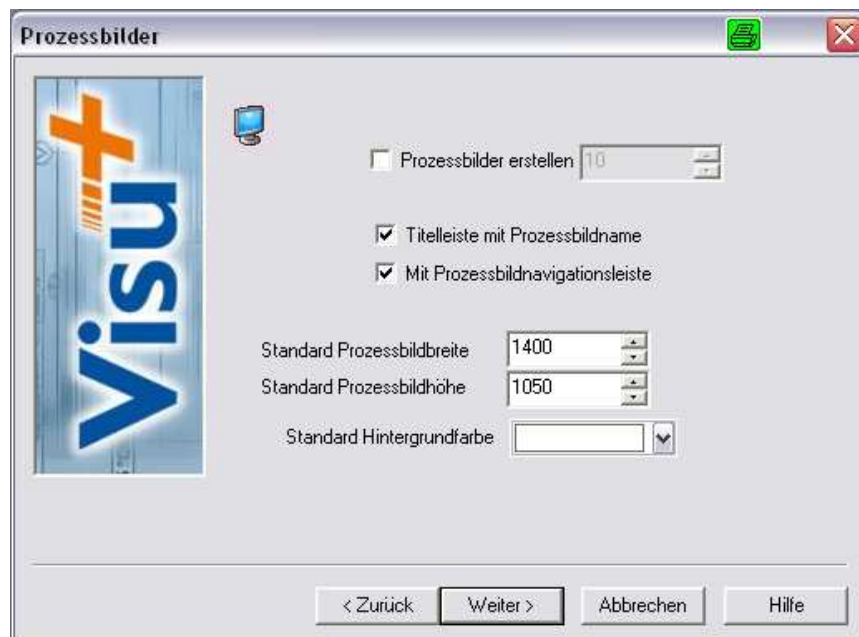 Prozessbilder
Visu+
Prozessbilder erstellen 10
Titelleiste mit Prozessbildname
Mit Prozessbildnavigationsleiste
Standard Prozessbildbreite 1400
Standard Prozessbildhöhe 1050
Standard Hintergrundfarbe
< Zurück Weiter > Abbrechen Hilfe